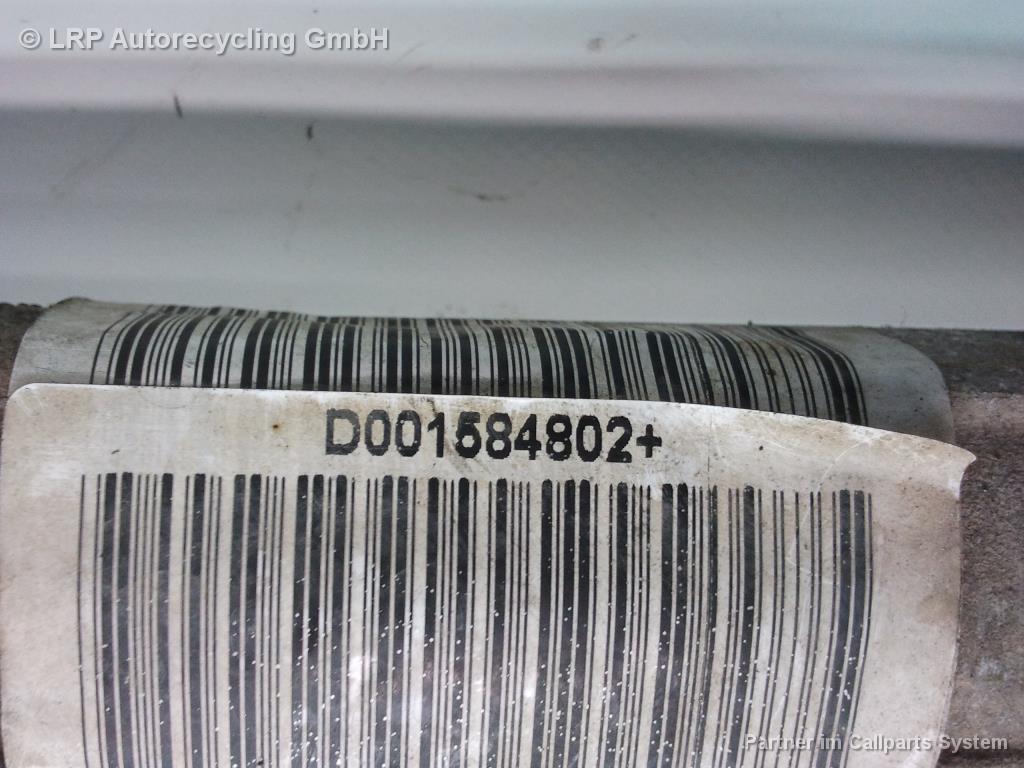 © LRP Autorecycling GmbH
D001584802+
Partner im Callparts System